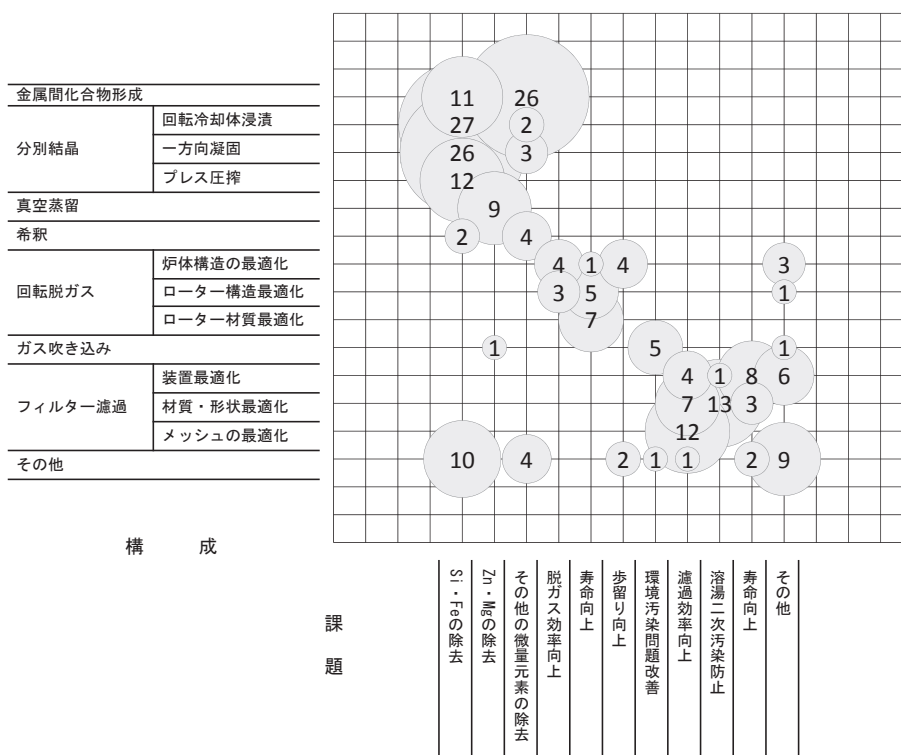 金属間化合物形成
11 26
分別結晶
回転冷却体浸漬
27 2
一方向凝固
26 3
プレス圧搾
12
真空蒸留
9
希釈
2 4
回転脱ガス
炉体構造の最適化
4 1 4 3
ローター構造最適化
3 5 1
ローター材質最適化
7
ガス吹き込み
1 5 1
フィルター濾過
装置最適化
4 1 8 6
材質・形状最適化
7 13 3
メッシュの最適化
12
その他
10 4 2 1 1 2 9
構 成
課 題
Si・Feの除去
Zn・Mgの除去
その他の微量元素の除去
脱ガス効率向上
寿命向上
歩留り向上
環境汚染問題改善
濾過効率向上
溶湯二次汚染防止
寿命向上
その他